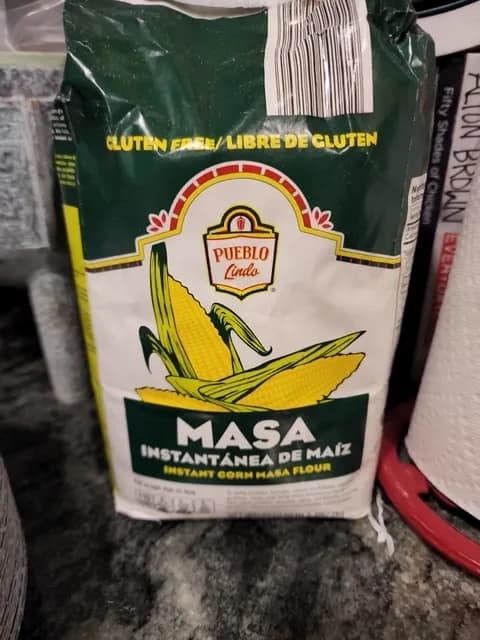 GLUTEN FREE/ LIBRE DE GLUTEN
PUEBLO
Lindo
MASA
INSTANTÁNEA DE MAÍZ
INSTANT CORN MASA FLOUR
Fifty Shades of Chicken
ALTON BROWN